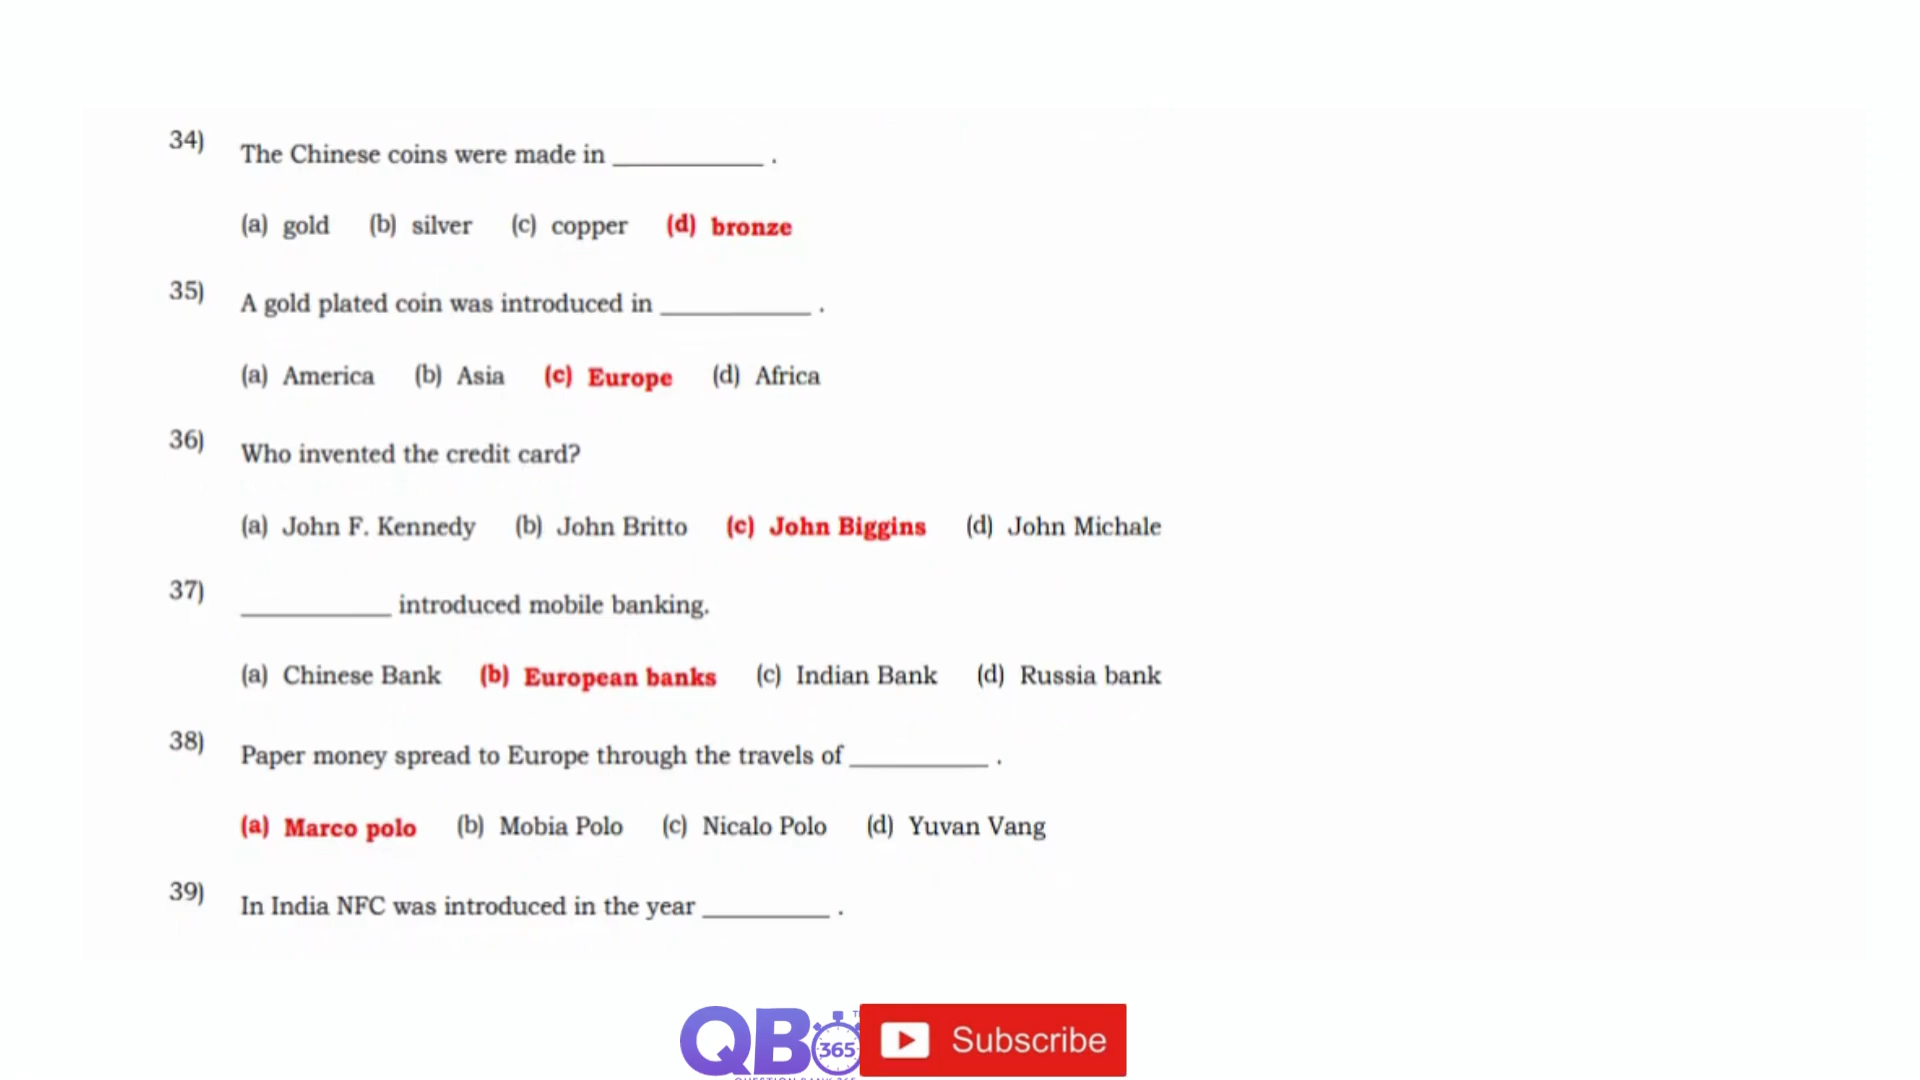 34)
The Chinese coins were made in ___________ .
(a) gold (b) silver (c) copper (d) bronze
35)
A gold plated coin was introduced in ___________ .
(a) America (b) Asia (c) Europe (d) Africa
36)
Who invented the credit card?
(a) John F. Kennedy (b) John Britto (c) John Biggins (d) John Michale
37)
___________ introduced mobile banking.
(a) Chinese Bank (b) European banks (c) Indian Bank (d) Russia bank
38)
Paper money spread to Europe through the travels of __________ .
(a) Marco polo (b) Mobia Polo (c) Nicalo Polo (d) Yuvan Vang
39)
In India NFC was introduced in the year _________ .
QB 365
Subscribe